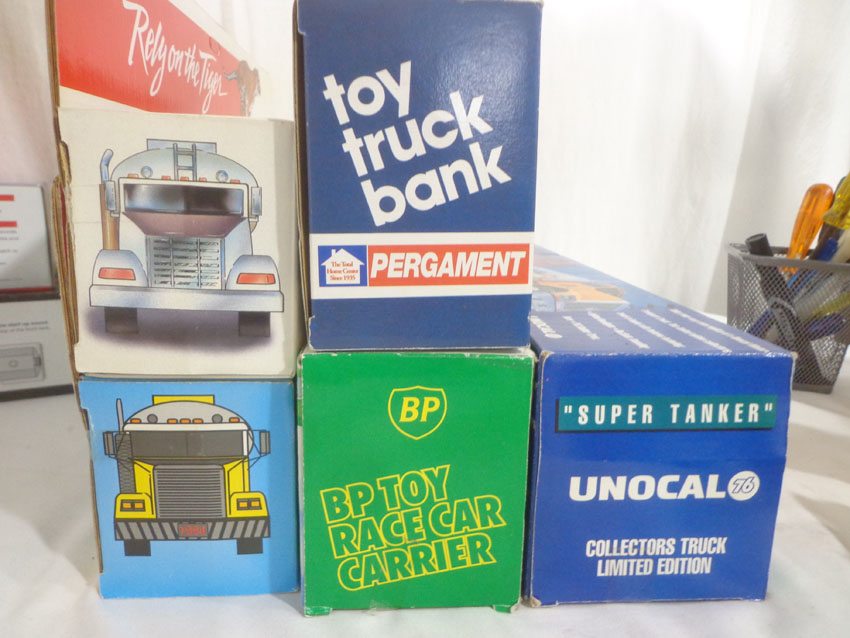 Rely on the Tiger
toy
truck
bank
The Total
Home Center
Since 1935
PERGAMENT
BP
BP TOY
RACE CAR
CARRIER
"SUPER TANKER"
UNOCAL 76
COLLECTORS TRUCK
LIMITED EDITION
UNOCAL